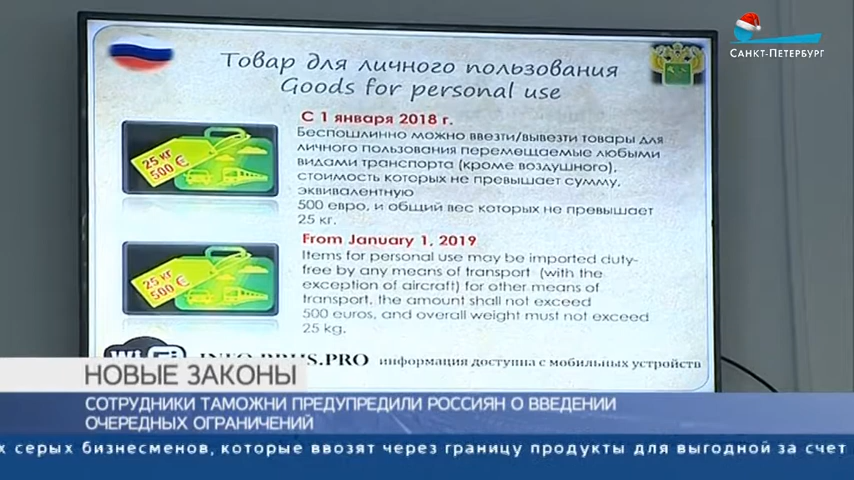 САНКТ-ПЕТЕРБУРГ
Товар для личного пользования
Goods for personal use
С 1 января 2018 г.
Беспошлинно можно ввезти/вывезти товары для
личного пользования перемещаемые любыми
видами транспорта (кроме воздушного),
стоимость которых не превышает сумму,
эквивалентную
500 евро, и общий вес которых не превышает
25 кг.
25 кг
500 €
From January 1, 2019
Items for personal use may be imported duty-
free by any means of transport (with the
exception of aircraft) for other means of
transport, the amount shall not exceed
500 euros, and overall weight must not exceed
25 kg.
25 кг
500 €
информация доступна с мобильных устройств
НОВЫЕ ЗАКОНЫ
СОТРУДНИКИ ТАМОЖНИ ПРЕДУПРЕДИЛИ РОССИЯН О ВВЕДЕНИИ
ОЧЕРЕДНЫХ ОГРАНИЧЕНИЙ
х серых бизнесменов, которые ввозят через границу продукты для выгодной за счет